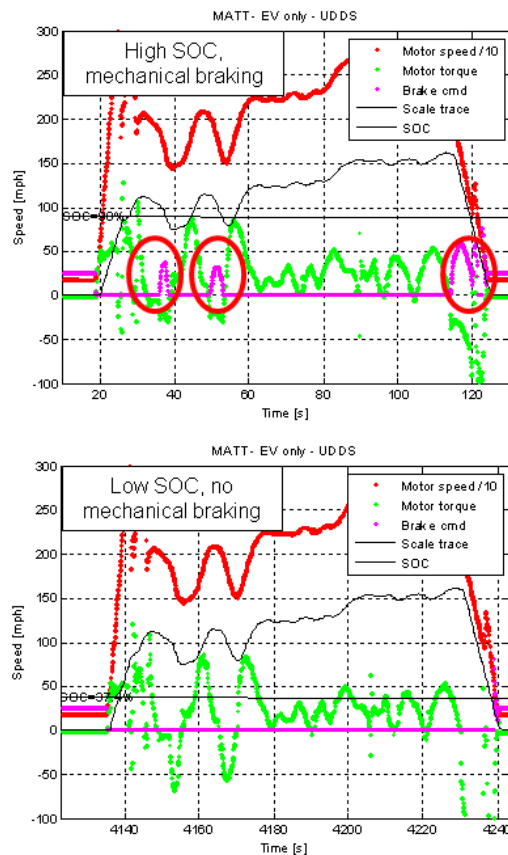 MATT- EV only - UDDS
High SOC,
mechanical braking
Motor speed /10
Motor torque
Brake cmd
Scale trace
SOC
300
250
200
150
100
50
0
-50
-100
Speed [mph]
20
40
60
80
100
120
Time [s]
MATT- EV only - UDDS
Low SOC, no
mechanical braking
Motor speed /10
Motor torque
Brake cmd
Scale trace
SOC
300
250
200
150
100
50
0
-50
-100
Speed [mph]
4140
4160
4180
4200
4220
4240
Time [s]